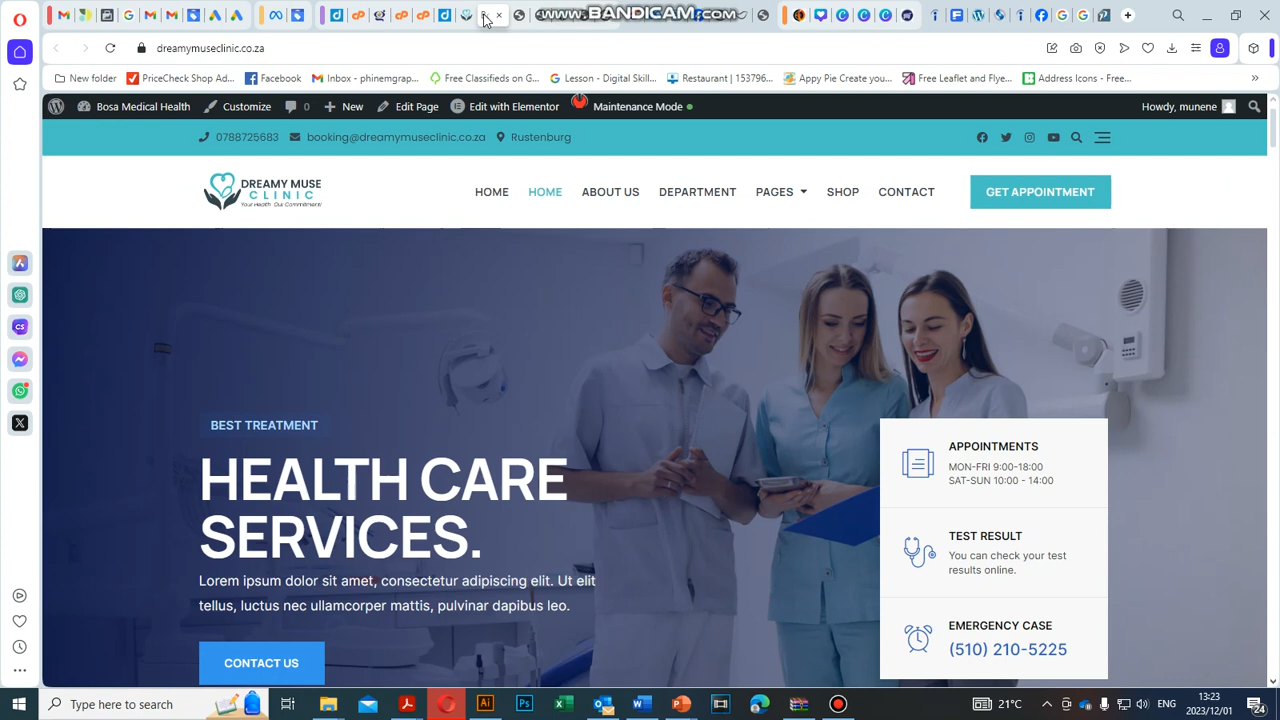 WWW.BANDICAM.COM
dreamymuseclinic.co.za
New folder
PriceCheck Shop Ad...
Facebook
Inbox - phinemgrap...
Free Classifieds on G...
Lesson - Digital Skil...
Restaurant | 153796...
Appy Pie Create you...
Free Leaflet and Flye...
Address Icons - Free...
Bosa Medical Health
Customize
0
New
Edit Page
Edit with Elementor
Maintenance Mode
Howdy, munene
0788725683
booking@dreamymuseclinic.co.za
Rustenburg
DREAMY MUSE
CLINIC
Your Health Our Commitment!
HOME
HOME
ABOUT US
DEPARTMENT
PAGES
SHOP
CONTACT
GET APPOINTMENT
BEST TREATMENT
HEALTH CARE
SERVICES.
Lorem ipsum dolor sit amet, consectetur adipiscing elit. Ut elit
tellus, luctus nec ullamcorper mattis, pulvinar dapibus leo.
CONTACT US
APPOINTMENTS
MON-FRI 9:00-18:00
SAT-SUN 10:00 - 14:00
TEST RESULT
You can check your test
results online.
EMERGENCY CASE
(510) 210-5225
Type here to search
21°C
ENG
13:23
2023/12/01
24